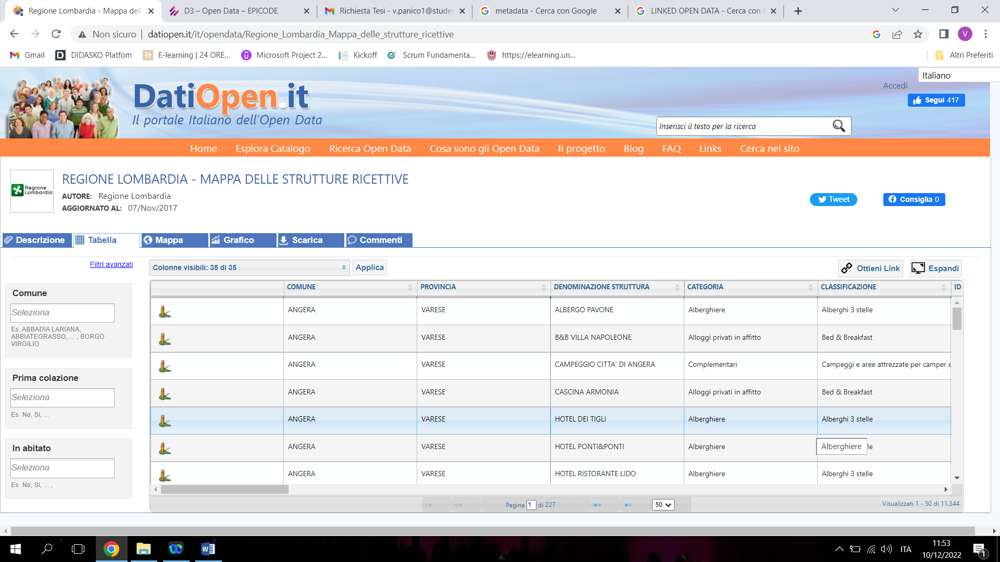 Regione Lombardia - Mappa dell
D3 – Open Data – EPICODE
Richiesta Tesi - v.panico1@studen
metadata - Cerca con Google
LINKED OPEN DATA - Cerca con G
Non sicuro
datiopen.it/it/opendata/Regione_Lombardia_Mappa_delle_strutture_ricettive
V
Gmail
DIDASKO Platfom
E-learning | 24 ORE...
Microsoft Project 2...
Kickoff
Scrum Fundamenta...
https://elearning.un...
Altri Preferiti
Italiano
Accedi
Segui 417
DatiOpen.it
Il portale Italiano dell'Open Data
Inserisci il testo per la ricerca
Home
Esplora Catalogo
Ricerca Open Data
Cosa sono gli Open Data
Il progetto
Blog
FAQ
Links
Cerca nel sito
Regione
Lombardia
REGIONE LOMBARDIA - MAPPA DELLE STRUTTURE RICETTIVE
AUTORE: Regione Lombardia
AGGIORNATO AL: 07/Nov/2017
Tweet
Consiglia 0
Descrizione
Tabella
Mappa
Grafico
Scarica
Commenti
Filtri avanzati
Colonne visibili: 35 di 35
Applica
Ottieni Link
Espandi
Comune
Seleziona
Es. ABBADIA LARIANA,
ABBIATEGRASSO, ... , BORGO
VIRGILIO
Prima colazione
Seleziona
Es. No, Si, ...
In abitato
Seleziona
Es. No, Si, ... ,
COMUNE PROVINCIA DENOMINAZIONE STRUTTURA CATEGORIA CLASSIFICAZIONE ID
ANGERA VARESE ALBERGO PAVONE Alberghiere Alberghi 3 stelle
ANGERA VARESE B&B VILLA NAPOLEONE Alloggi privati in affitto Bed & Breakfast
ANGERA VARESE CAMPEGGIO CITTA' DI ANGERA Complementari Campeggi e aree attrezzate per camper e
ANGERA VARESE CASCINA ARMONIA Alloggi privati in affitto Bed & Breakfast
ANGERA VARESE HOTEL DEI TIGLI Alberghiere Alberghi 3 stelle
ANGERA VARESE HOTEL PONTI&PONTI Alberghiere Alberghiere le
ANGERA VARESE HOTEL RISTORANTE LIDO Alberghiere Alberghi 3 stelle
Pagina 1 di 227
50
Visualizzati 1 - 50 di 11.344
ITA
11:53
10/12/2022
1